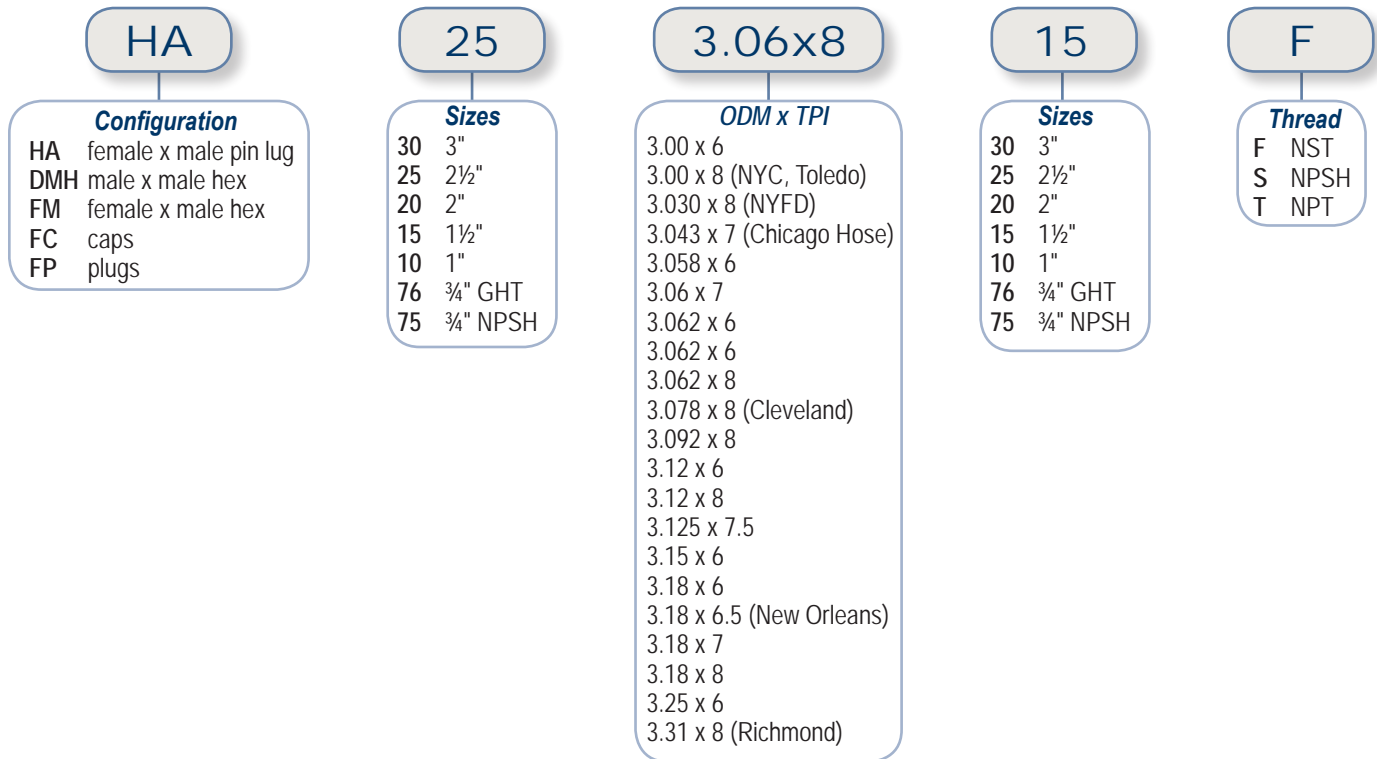 HA
25
3.06x8
15
F
Configuration
HA female x male pin lug
DMH male x male hex
FM female x male hex
FC caps
FP plugs
Sizes
30 3"
25 2½"
20 2"
15 1½"
10 1"
76 ¾" GHT
75 ¾" NPSH
ODM x TPI
3.00 x 6
3.00 x 8 (NYC, Toledo)
3.030 x 8 (NYFD)
3.043 x 7 (Chicago Hose)
3.058 x 6
3.06 x 7
3.062 x 6
3.062 x 6
3.062 x 8
3.078 x 8 (Cleveland)
3.092 x 8
3.12 x 6
3.12 x 8
3.125 x 7.5
3.15 x 6
3.18 x 6
3.18 x 6.5 (New Orleans)
3.18 x 7
3.18 x 8
3.25 x 6
3.31 x 8 (Richmond)
Sizes
30 3"
25 2½"
20 2"
15 1½"
10 1"
76 ¾" GHT
75 ¾" NPSH
Thread
F NST
S NPSH
T NPT